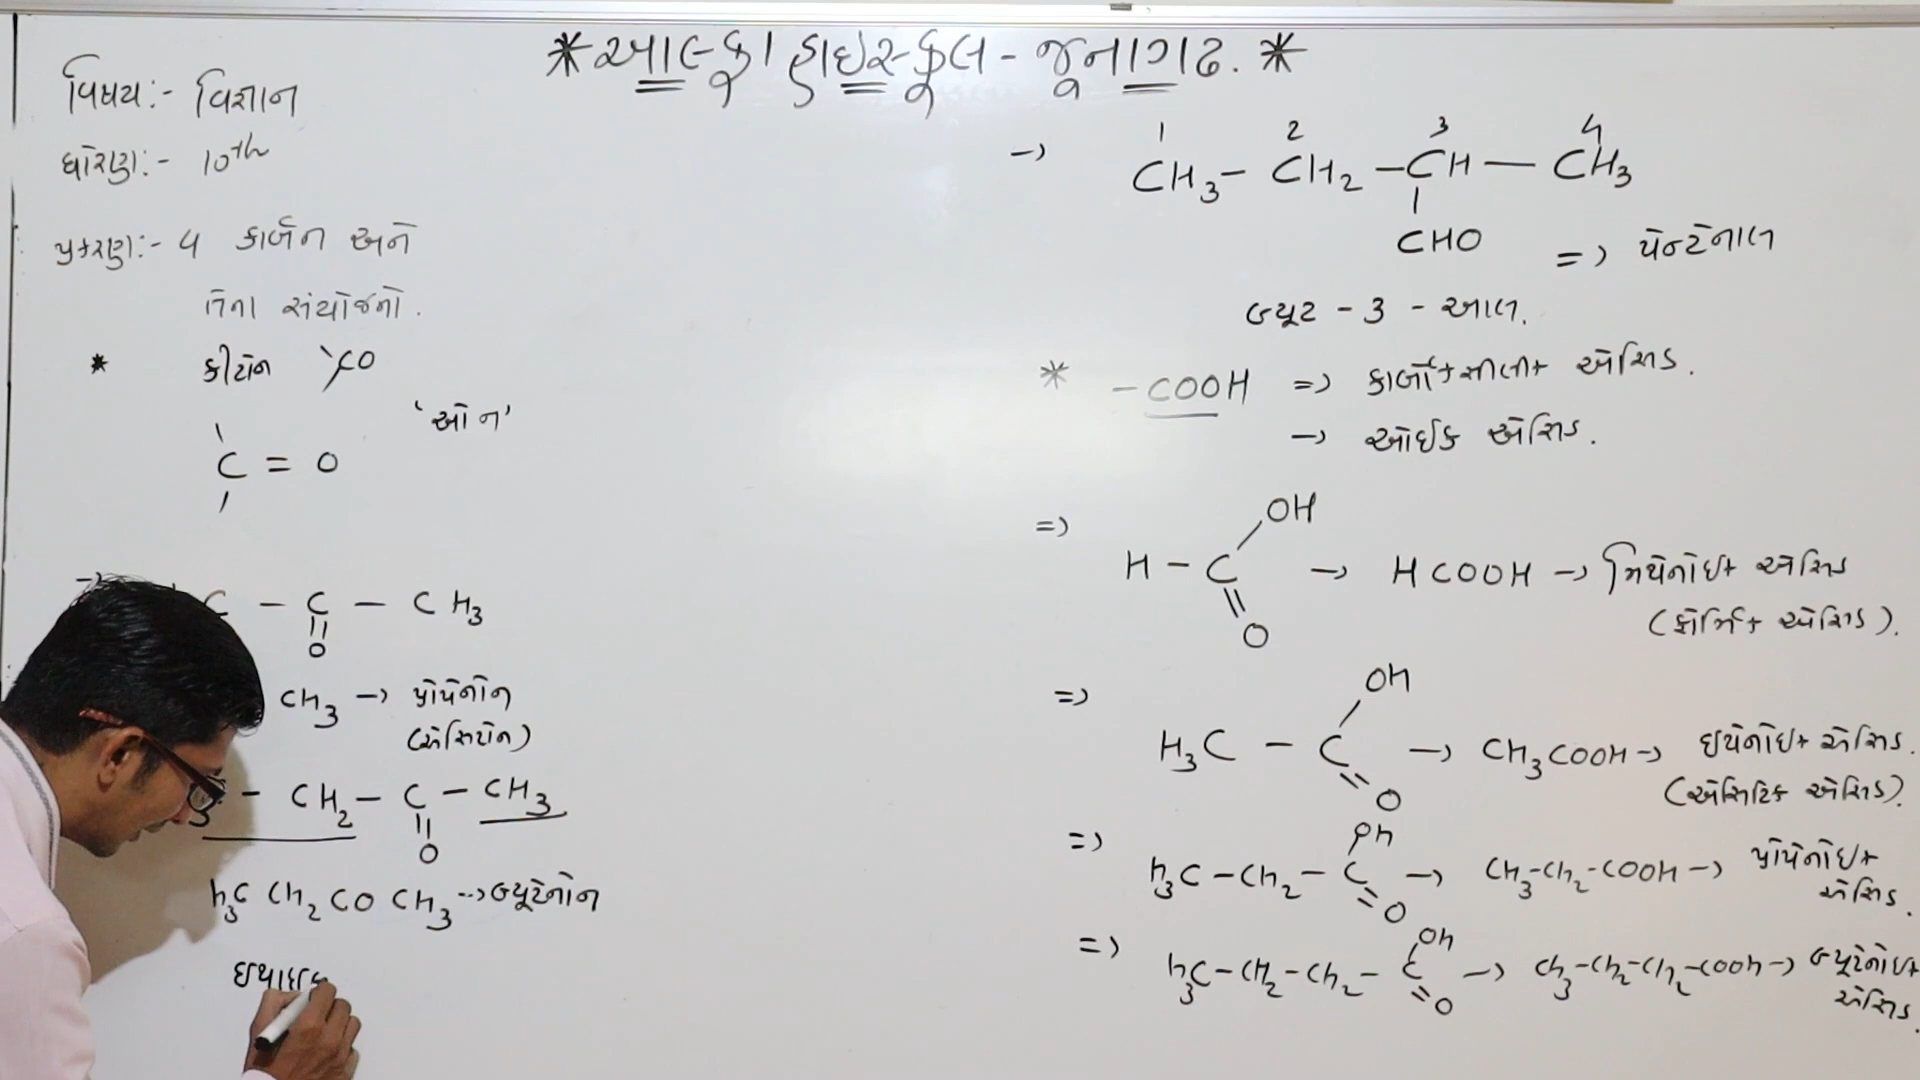 * આલ્ફા હાઇસ્કૂલ - જૂનાગઢ. *
વિષય:- વિજ્ઞાન
ધોરણ:- 10th
પ્રકરણ:- 4 કાર્બન અને
તેના સંયોજનો.
* કીટોન >CO
'ઓન'
C = O
C - C - CH3
O
CH3 → પ્રોપેનોન
(એસિટોન)
3 - CH2 - C - CH3
O
H3C CH2 CO CH3 → બ્યૂટેનોન
ઇથાઇલ
1 2 3 4
→ CH3 - CH2 - CH - CH3
CHO => પેન્ટેનાલ
બ્યૂટ - 3 - આલ.
* - COOH => કાર્બોક્સીલીક એસિડ.
→ ઓઈક એસિડ.
OH
=> H - C → HCOOH → મિથેનોઇક એસિડ
O
(ફોર્મિક એસિડ).
OH
=> H3C - C → CH3COOH → ઇથેનોઇક એસિડ.
O
(એસિટિક એસિડ).
OH
=> H3C - CH2 - C → CH3-CH2-COOH → પ્રોપેનોઇક
O
એસિડ.
OH
=> H3C - CH2 - CH2 - C → CH3-CH2-CH2-COOH → બ્યૂટેનોઇક
O
એસિડ.